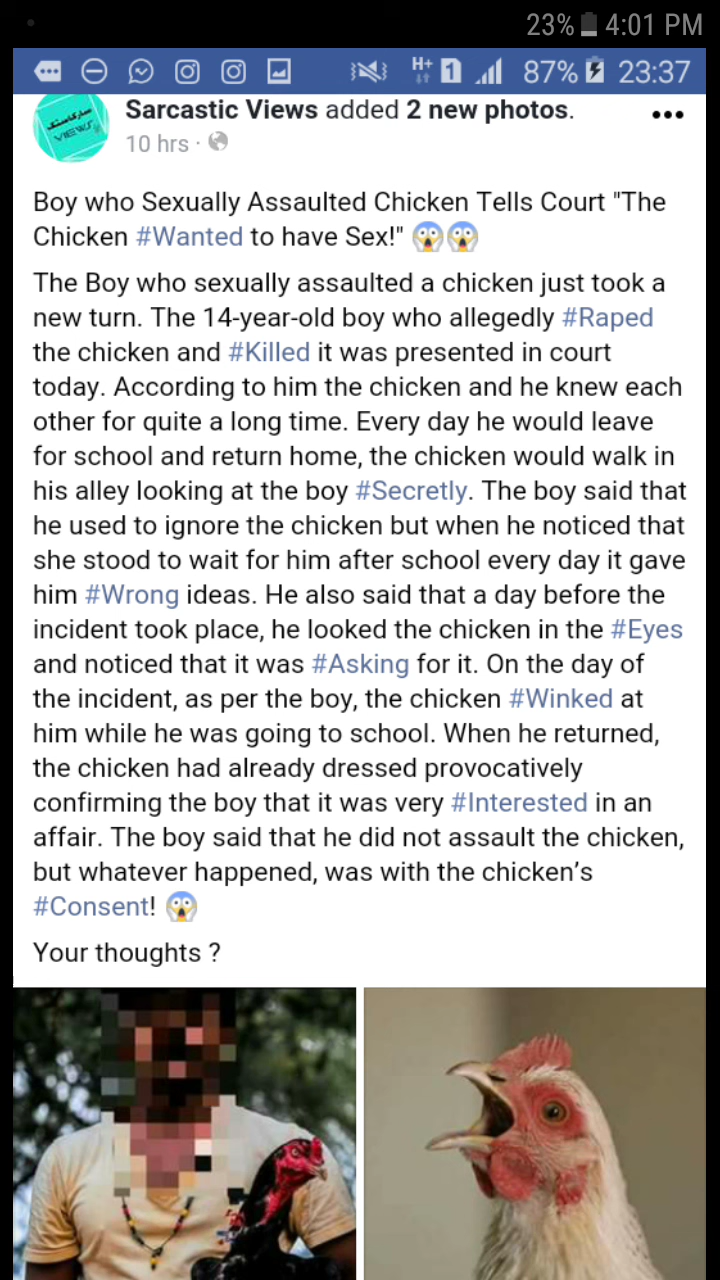 23% 4:01 PM
H+ 1 87% 23:37
سارکاسٹک
VIEWS
Sarcastic Views added 2 new photos.
10 hrs ·
Boy who Sexually Assaulted Chicken Tells Court "The
Chicken #Wanted to have Sex!" 😱😱
The Boy who sexually assaulted a chicken just took a
new turn. The 14-year-old boy who allegedly #Raped
the chicken and #Killed it was presented in court
today. According to him the chicken and he knew each
other for quite a long time. Every day he would leave
for school and return home, the chicken would walk in
his alley looking at the boy #Secretly. The boy said that
he used to ignore the chicken but when he noticed that
she stood to wait for him after school every day it gave
him #Wrong ideas. He also said that a day before the
incident took place, he looked the chicken in the #Eyes
and noticed that it was #Asking for it. On the day of
the incident, as per the boy, the chicken #Winked at
him while he was going to school. When he returned,
the chicken had already dressed provocatively
confirming the boy that it was very #Interested in an
affair. The boy said that he did not assault the chicken,
but whatever happened, was with the chicken’s
#Consent! 😱
Your thoughts ?